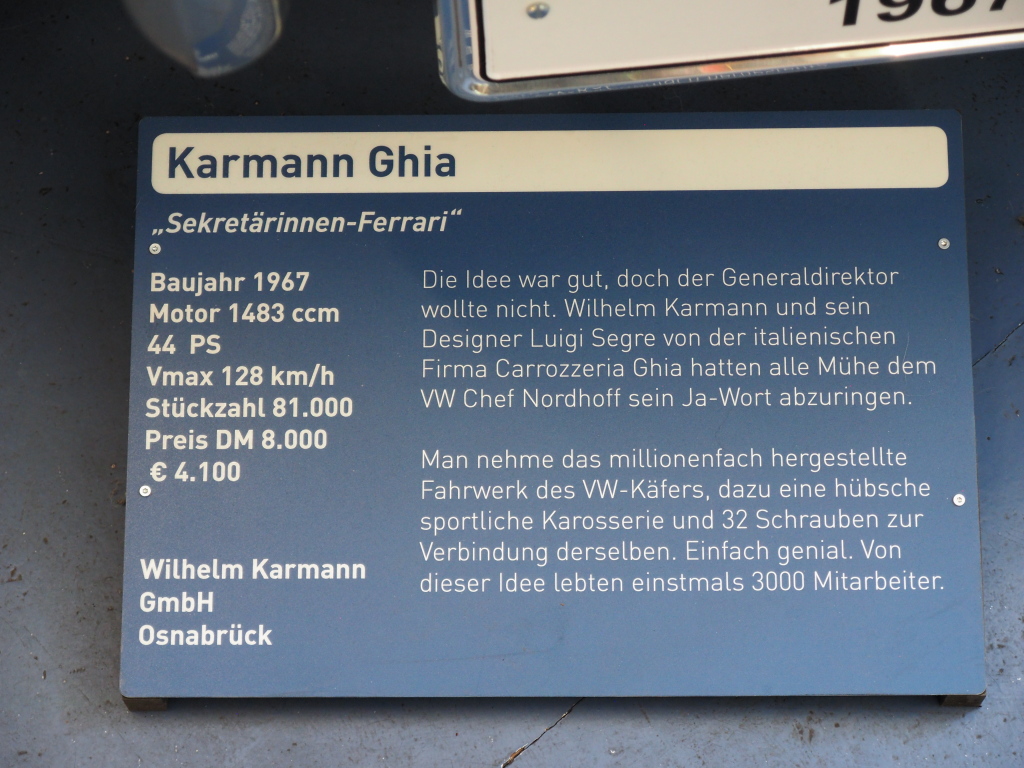 Karmann Ghia
„Sekretärinnen-Ferrari“
Baujahr 1967
Motor 1483 ccm
44 PS
Vmax 128 km/h
Stückzahl 81.000
Preis DM 8.000
€ 4.100
Wilhelm Karmann
GmbH
Osnabrück
Die Idee war gut, doch der Generaldirektor
wollte nicht. Wilhelm Karmann und sein
Designer Luigi Segre von der italienischen
Firma Carrozzeria Ghia hatten alle Mühe dem
VW Chef Nordhoff sein Ja-Wort abzuringen.
Man nehme das millionenfach hergestellte
Fahrwerk des VW-Käfers, dazu eine hübsche
sportliche Karosserie und 32 Schrauben zur
Verbindung derselben. Einfach genial. Von
dieser Idee lebten einstmals 3000 Mitarbeiter.